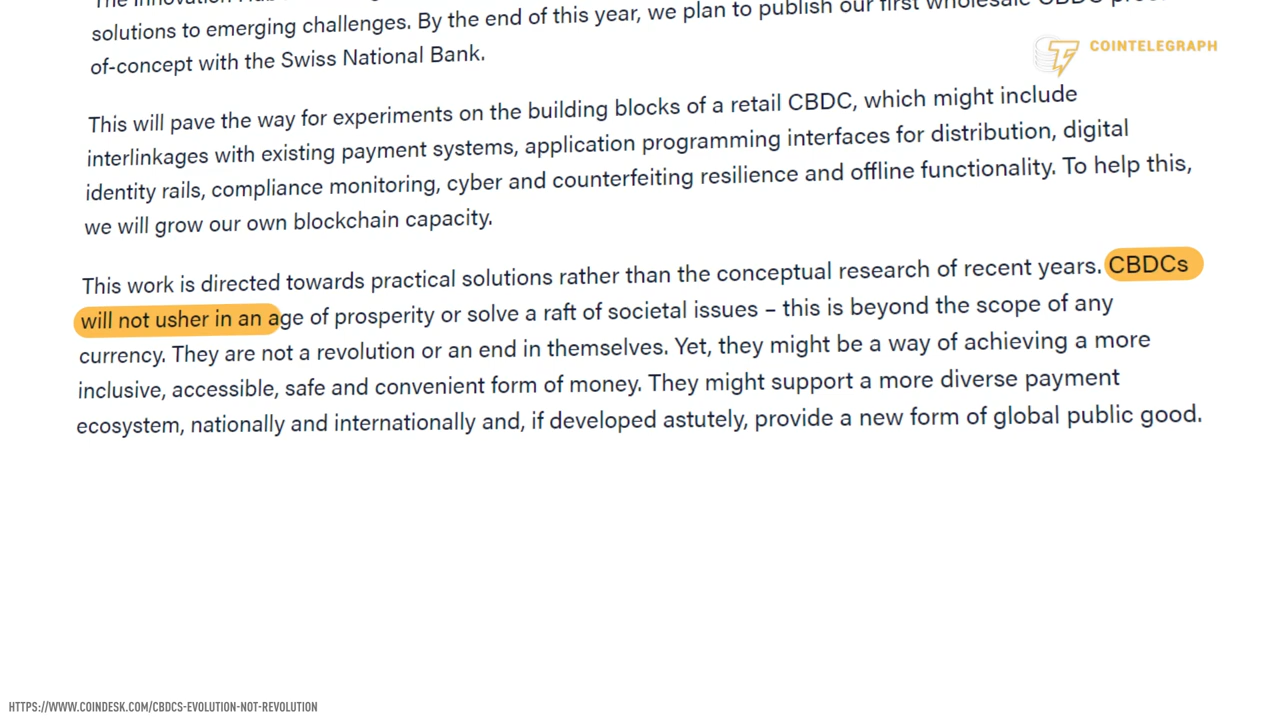 The Innovation
solutions to emerging challenges. By the end of this year, we plan to publish our first wholesale CBDC
of-concept with the Swiss National Bank.
COINTELEGRAPH
This will pave the way for experiments on the building blocks of a retail CBDC, which might include
interlinkages with existing payment systems, application programming interfaces for distribution, digital
identity rails, compliance monitoring, cyber and counterfeiting resilience and offline functionality. To help this,
we will grow our own blockchain capacity.
This work is directed towards practical solutions rather than the conceptual research of recent years. CBDCs
will not usher in an age of prosperity or solve a raft of societal issues – this is beyond the scope of any
currency. They are not a revolution or an end in themselves. Yet, they might be a way of achieving a more
inclusive, accessible, safe and convenient form of money. They might support a more diverse payment
ecosystem, nationally and internationally and, if developed astutely, provide a new form of global public good.
HTTPS://WWW.COINDESK.COM/CBDCS-EVOLUTION-NOT-REVOLUTION